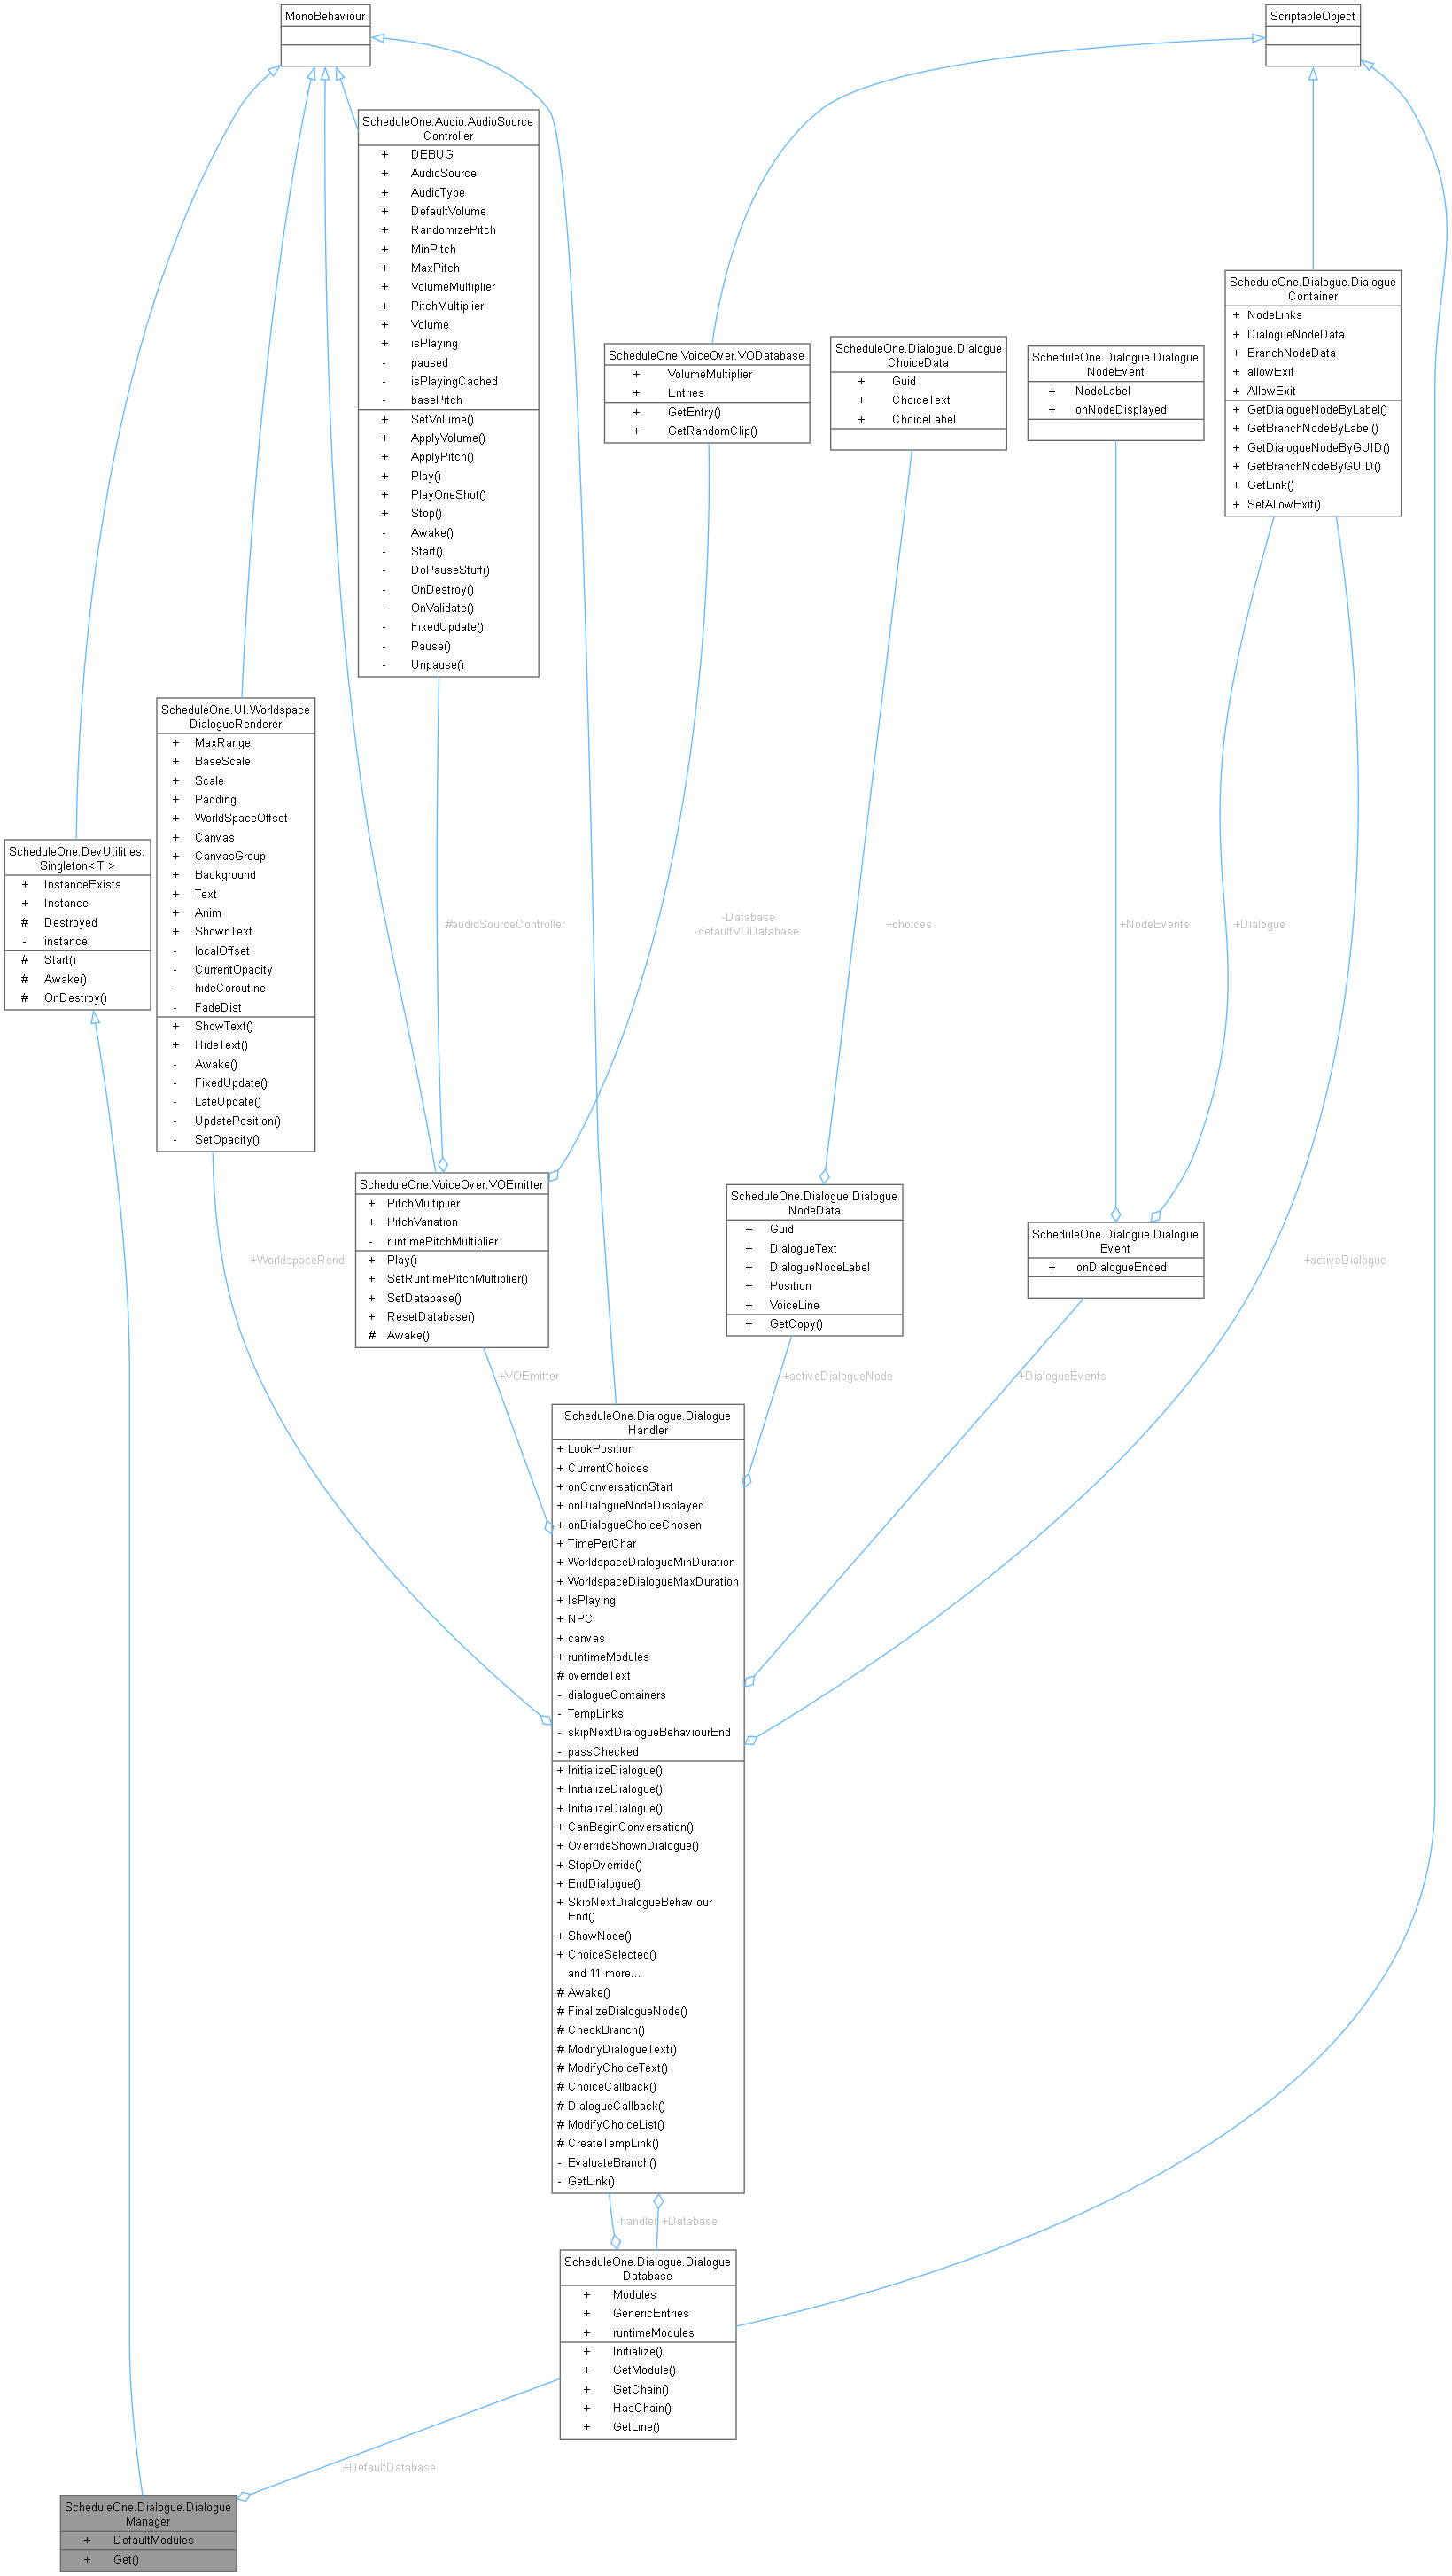 MonoBehaviour
ScriptableObject
ScheduleOne.Audio.AudioSource
Controller
+ DEBUG
+ AudioSource
+ AudioType
+ DefaultVolume
+ RandomizePitch
+ MinPitch
+ MaxPitch
+ VolumeMultiplier
+ PitchMultiplier
+ Volume
+ isPlaying
- paused
- isPlayingCached
- basePitch
+ SetVolume()
+ ApplyVolume()
+ ApplyPitch()
+ Play()
+ PlayOneShot()
+ Stop()
- Awake()
- Start()
- DoPauseStuff()
- OnDestroy()
- OnValidate()
- FixedUpdate()
- Pause()
- Unpause()
ScheduleOne.Dialogue.Dialogue
Container
+ NodeLinks
+ DialogueNodeData
+ BranchNodeData
+ allowExit
+ AllowExit
+ GetDialogueNodeByLabel()
+ GetBranchNodeByLabel()
+ GetDialogueNodeByGUID()
+ GetBranchNodeByGUID()
+ GetLink()
+ SetAllowExit()
ScheduleOne.VoiceOver.VODatabase
+ VolumeMultiplier
+ Entries
+ GetEntry()
+ GetRandomClip()
ScheduleOne.Dialogue.Dialogue
ChoiceData
+ Guid
+ ChoiceText
+ ChoiceLabel
ScheduleOne.Dialogue.Dialogue
NodeEvent
+ NodeLabel
+ onNodeDisplayed
ScheduleOne.UI.Worldspace
DialogueRenderer
+ MaxRange
+ BaseScale
+ Scale
+ Padding
+ WorldSpaceOffset
+ Canvas
+ CanvasGroup
+ Background
+ Text
+ Anim
+ ShownText
- localOffset
- CurrentOpacity
- hideCoroutine
- FadeDist
+ ShowText()
+ HideText()
- Awake()
- FixedUpdate()
- LateUpdate()
- UpdatePosition()
- SetOpacity()
ScheduleOne.DevUtilities.
Singleton< T >
+ InstanceExists
+ Instance
# Destroyed
- instance
# Start()
# Awake()
# OnDestroy()
#audioSourceController
-Database
-defaultVODatabase
+choices
+NodeEvents
+Dialogue
ScheduleOne.VoiceOver.VOEmitter
+ PitchMultiplier
+ PitchVariation
- runtimePitchMultiplier
+ Play()
+ SetRuntimePitchMultiplier()
+ SetDatabase()
+ ResetDatabase()
# Awake()
ScheduleOne.Dialogue.Dialogue
NodeData
+ Guid
+ DialogueText
+ DialogueNodeLabel
+ Position
+ VoiceLine
+ GetCopy()
ScheduleOne.Dialogue.Dialogue
Event
+ onDialogueEnded
+WorldspaceRend
+activeDialogue
+VOEmitter
+activeDialogueNode
+DialogueEvents
ScheduleOne.Dialogue.Dialogue
Handler
+ LookPosition
+ CurrentChoices
+ onConversationStart
+ onDialogueNodeDisplayed
+ onDialogueChoiceChosen
+ TimePerChar
+ WorldspaceDialogueMinDuration
+ WorldspaceDialogueMaxDuration
+ IsPlaying
+ NPC
+ canvas
+ runtimeModules
# overrideText
- dialogueContainers
- TempLinks
- skipNextDialogueBehaviourEnd
- passChecked
+ InitializeDialogue()
+ InitializeDialogue()
+ InitializeDialogue()
+ CanBeginConversation()
+ OverrideShownDialogue()
+ StopOverride()
+ EndDialogue()
+ SkipNextDialogueBehaviour
End()
+ ShowNode()
+ ChoiceSelected()
and 11 more...
# Awake()
# FinalizeDialogueNode()
# CheckBranch()
# ModifyDialogueText()
# ModifyChoiceText()
# ChoiceCallback()
# DialogueCallback()
# ModifyChoiceList()
# CreateTempLink()
- EvaluateBranch()
- GetLink()
-handler +Database
ScheduleOne.Dialogue.Dialogue
Database
+ Modules
+ GenericEntries
+ runtimeModules
+ Initialize()
+ GetModule()
+ GetChain()
+ HasChain()
+ GetLine()
+DefaultDatabase
ScheduleOne.Dialogue.Dialogue
Manager
+ DefaultModules
+ Get()